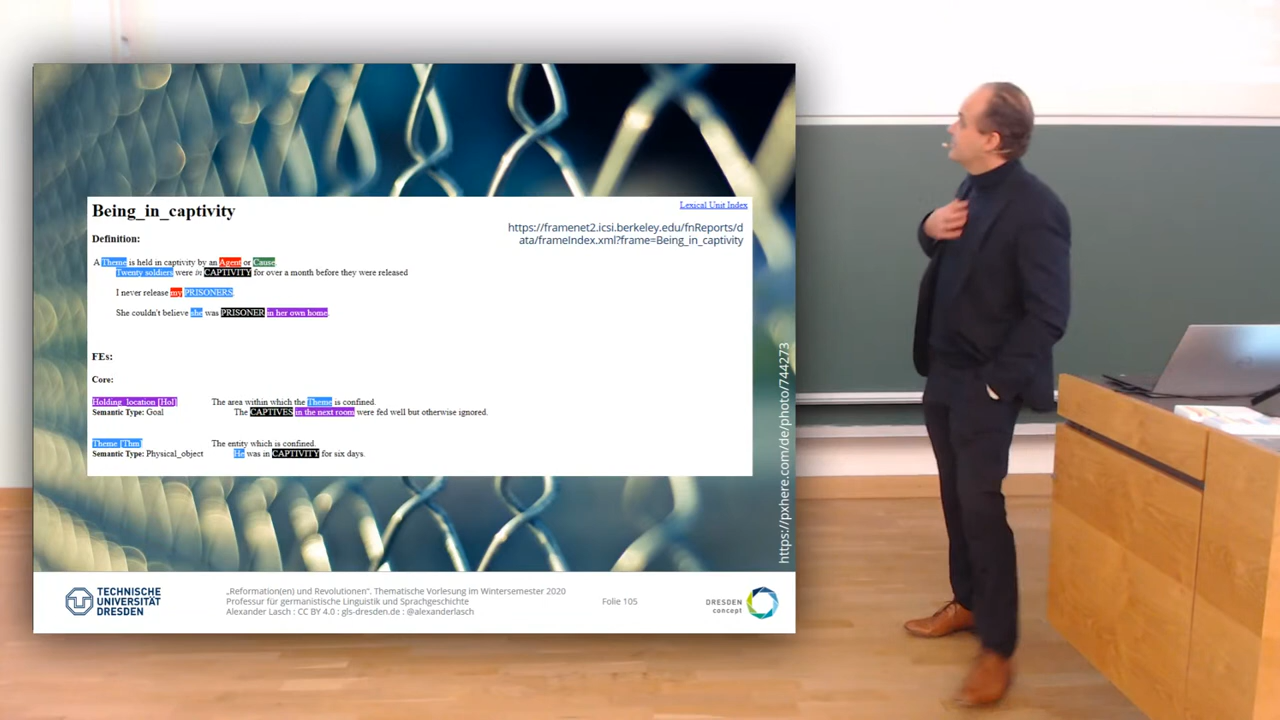 Being_in_captivity
Lexical Unit Index
https://framenet2.icsi.berkeley.edu/fnReports/d
ata/frameIndex.xml?frame=Being_in_captivity
Definition:
A Theme is held in captivity by an Agent or Cause
Twenty soldiers were in CAPTIVITY for over a month before they were released
I never release my PRISONERS
She couldn't believe she was PRISONER in her own home
FEs:
Core:
Holding_location [Hol] The area within which the Theme is confined.
Semantic Type: Goal The CAPTIVES in the next room were fed well but otherwise ignored.
Theme [Thm] The entity which is confined.
Semantic Type: Physical_object He was in CAPTIVITY for six days.
https://pxhere.com/de/photo/744273
TECHNISCHE
UNIVERSITÄT
DRESDEN
„Reformation(en) und Revolutionen". Thematische Vorlesung im Wintersemester 2020
Professur für germanistische Linguistik und Sprachgeschichte
Alexander Lasch : CC BY 4.0 : gls-dresden.de : @alexanderlasch
Folie 105
DRESDEN
concept